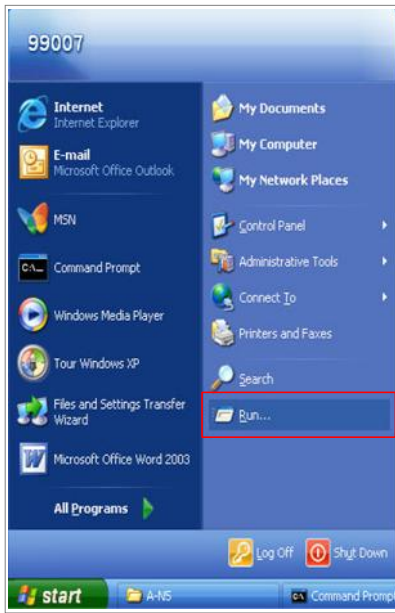 99007
Internet
Internet Explorer
E-mail
Microsoft Office Outlook
MSN
Command Prompt
Windows Media Player
Tour Windows XP
Files and Settings Transfer
Wizard
Microsoft Office Word 2003
All Programs
My Documents
My Computer
My Network Places
Control Panel
Administrative Tools
Connect To
Printers and Faxes
Search
Run...
Log Off
Shut Down
start
A-N5
Command Promp